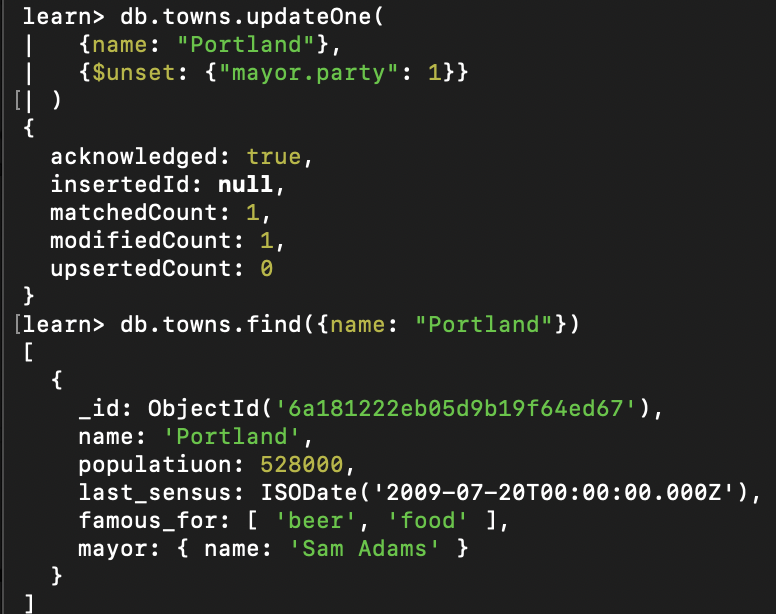 learn> db.towns.updateOne(
|   {name: "Portland"},
|   {$unset: {"mayor.party": 1}}
[| )
{
  acknowledged: true,
  insertedId: null,
  matchedCount: 1,
  modifiedCount: 1,
  upsertedCount: 0
}
[learn> db.towns.find({name: "Portland"})
[
  {
    _id: ObjectId('6a181222eb05d9b19f64ed67'),
    name: 'Portland',
    populatiuon: 528000,
    last_sensus: ISODate('2009-07-20T00:00:00.000Z'),
    famous_for: [ 'beer', 'food' ],
    mayor: { name: 'Sam Adams' }
  }
]